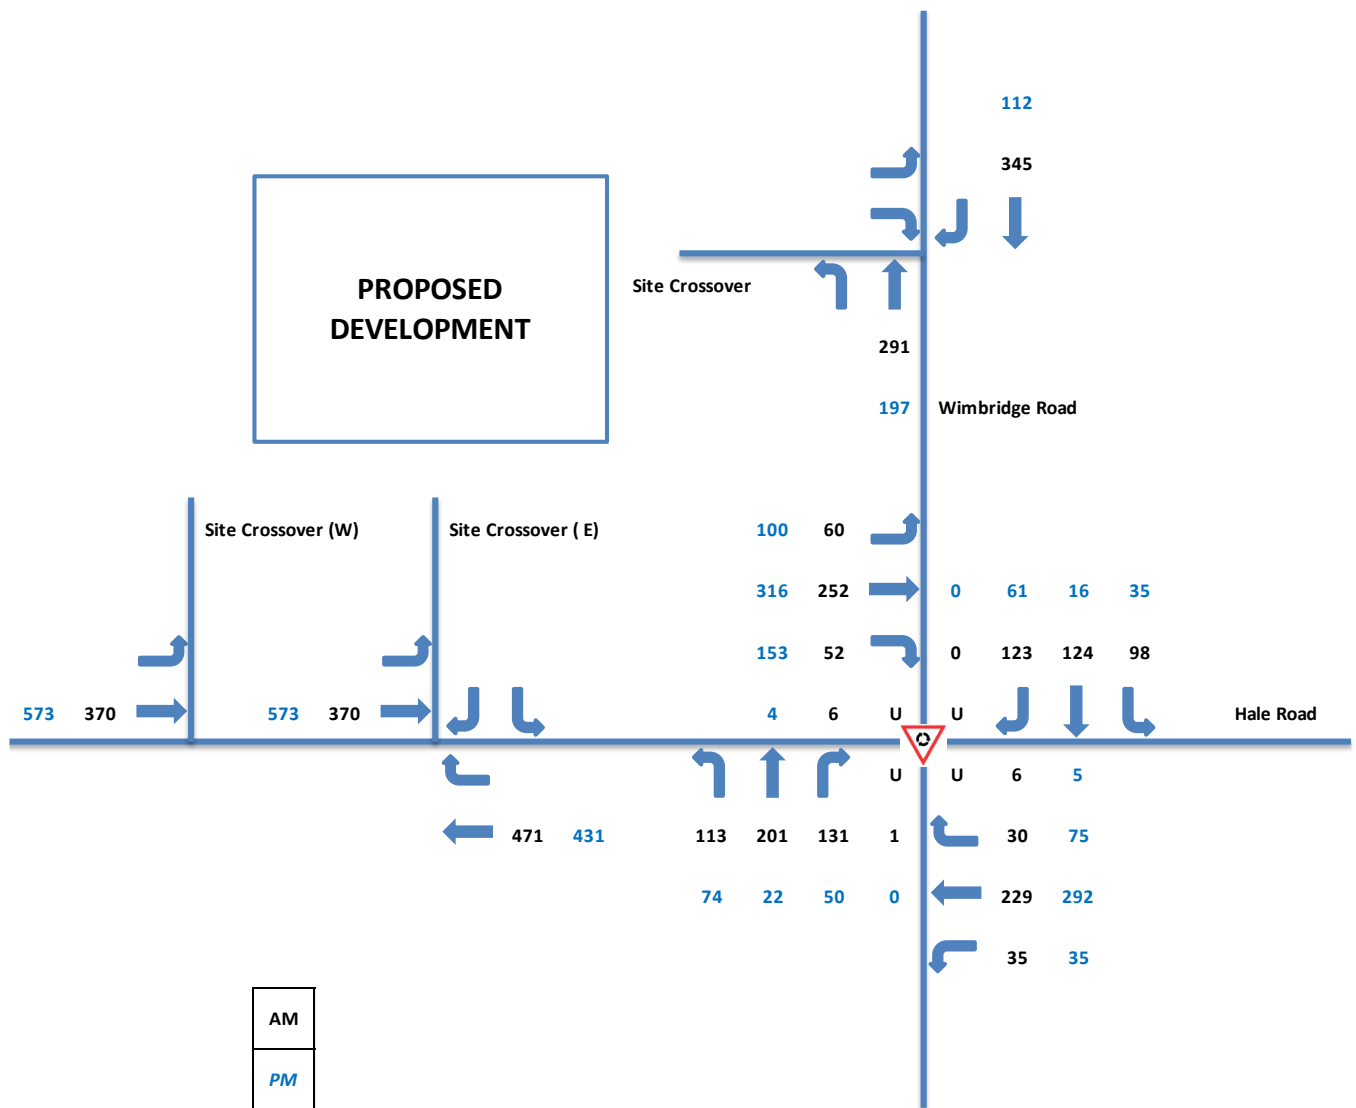 112
345
PROPOSED
DEVELOPMENT
Site Crossover
291
197 Wimbridge Road
Site Crossover (W) Site Crossover ( E) 100 60
316 252 0 61 16 35
153 52 0 123 124 98
573 370 573 370 4 6 U U Hale Road
U U 6 5
471 431 113 201 131 1 30 75
74 22 50 0 229 292
35 35
AM
PM